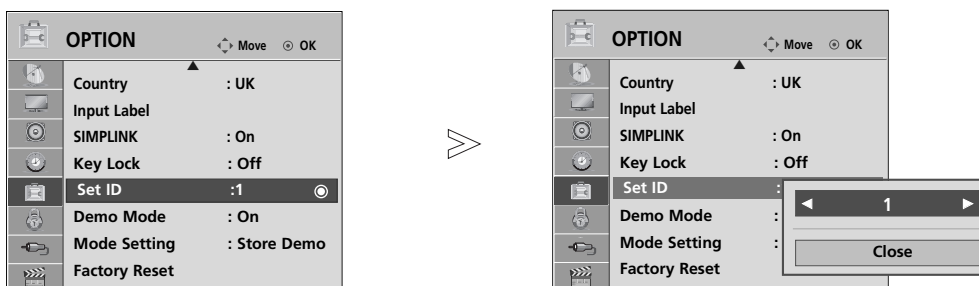 OPTION Move OK
Country : UK
Input Label
SIMPLINK : On
Key Lock : Off
Set ID :1
Demo Mode : On
Mode Setting : Store Demo
Factory Reset
OPTION Move OK
Country : UK
Input Label
SIMPLINK : On
Key Lock : Off
Set ID :
Demo Mode :
Mode Setting :
Factory Reset
1
Close